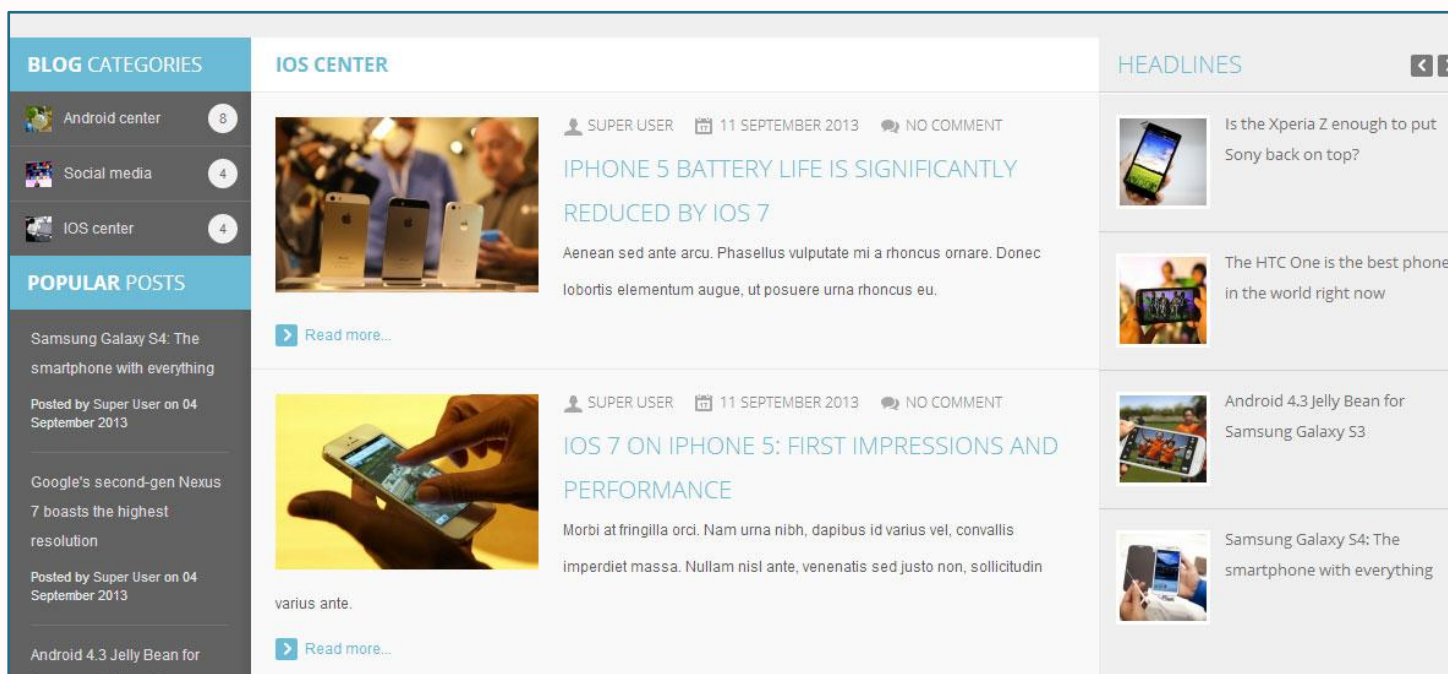 BLOG CATEGORIES
Android center 8
Social media 4
IOS center 4
POPULAR POSTS
Samsung Galaxy S4: The
smartphone with everything
Posted by Super User on 04
September 2013
Google's second-gen Nexus
7 boasts the highest
resolution
Posted by Super User on 04
September 2013
Android 4.3 Jelly Bean for
IOS CENTER
SUPER USER 11 SEPTEMBER 2013 NO COMMENT
IPHONE 5 BATTERY LIFE IS SIGNIFICANTLY
REDUCED BY IOS 7
Aenean sed ante arcu. Phasellus vulputate mi a rhoncus ornare. Donec
lobortis elementum augue, ut posuere urna rhoncus eu.
Read more...
SUPER USER 11 SEPTEMBER 2013 NO COMMENT
IOS 7 ON IPHONE 5: FIRST IMPRESSIONS AND
PERFORMANCE
Morbi at fringilla orci. Nam urna nibh, dapibus id varius vel, convallis
imperdiet massa. Nullam nisl ante, venenatis sed justo non, sollicitudin
varius ante.
Read more...
HEADLINES
Is the Xperia Z enough to put
Sony back on top?
The HTC One is the best phone
in the world right now
Android 4.3 Jelly Bean for
Samsung Galaxy S3
Samsung Galaxy S4: The
smartphone with everything